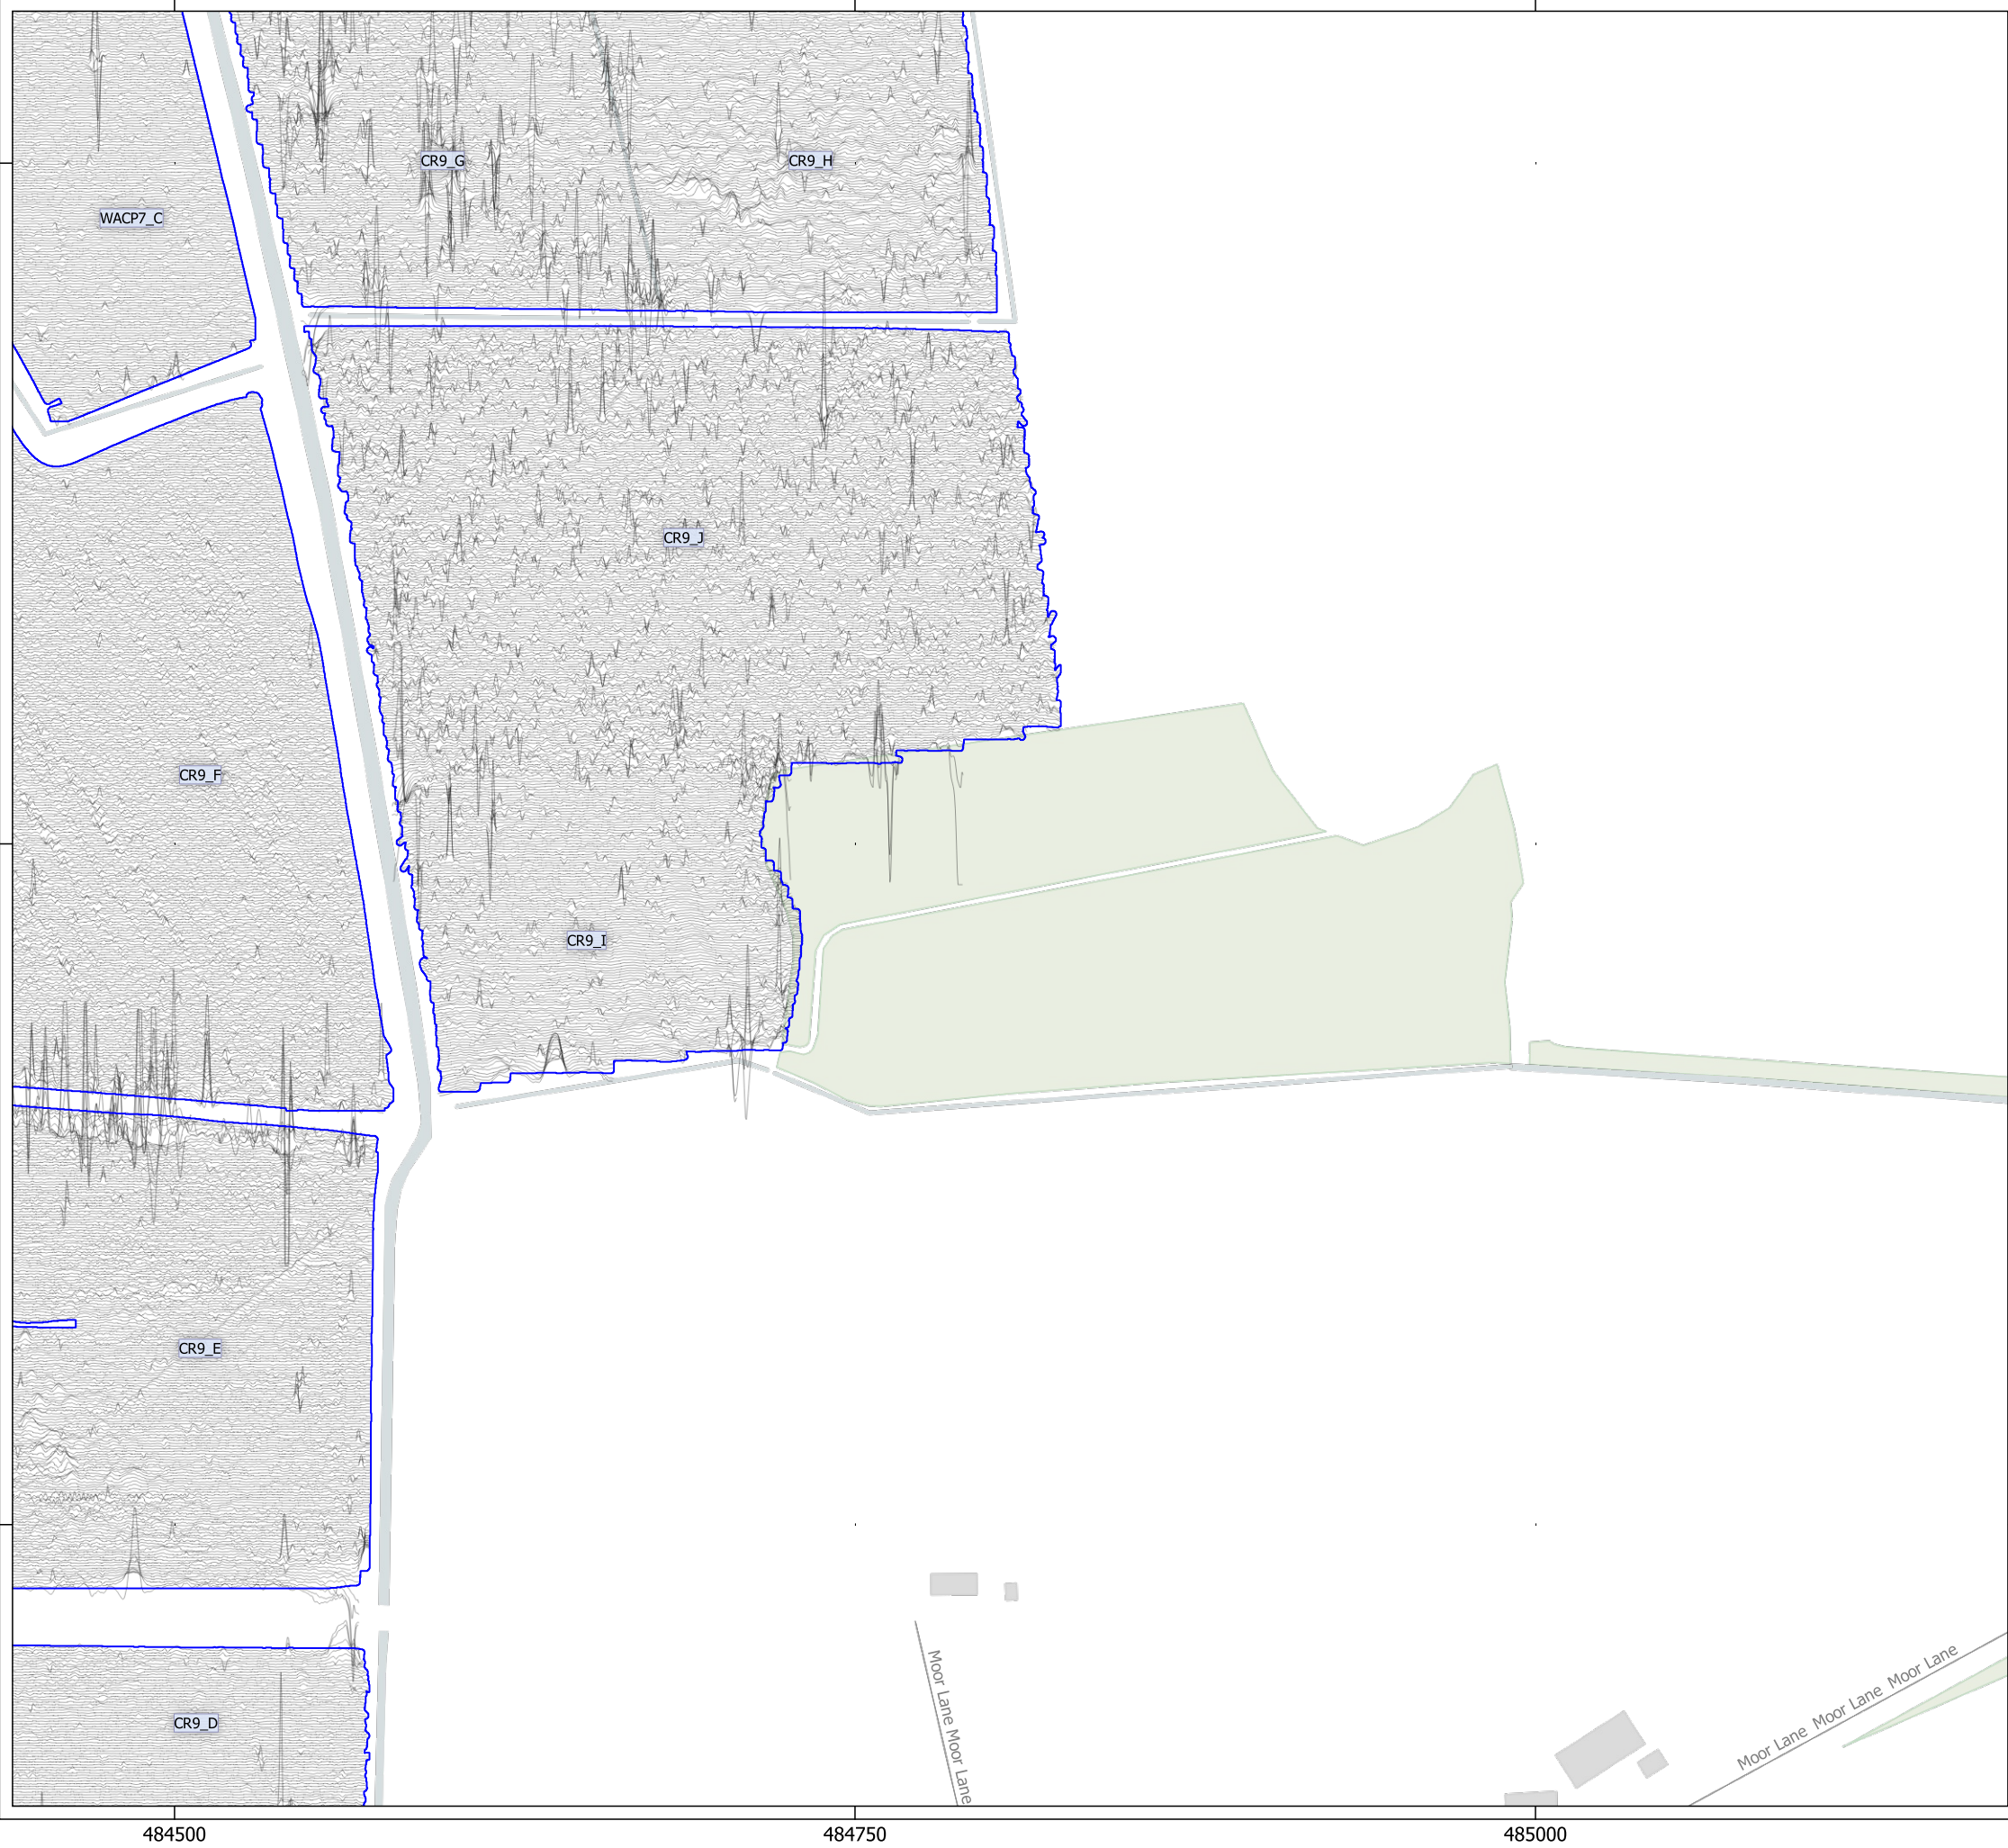 CR9_G
CR9_H
WACP7_C
CR9_J
CR9_F
CR9_I
CR9_E
CR9_D
Moor Lane Moor Lane
Moor Lane Moor Lane Moor Lane
484500
484750
485000